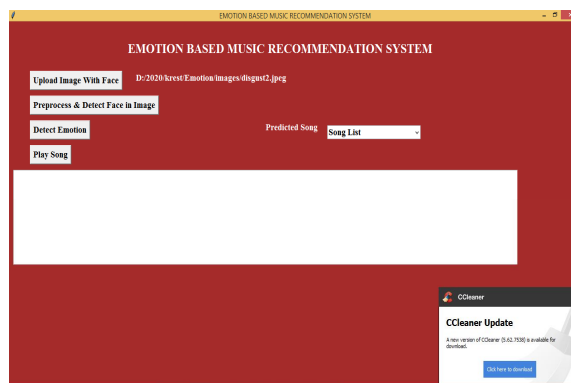 EMOTION BASED MUSIC RECOMMENDATION SYSTEM
EMOTION BASED MUSIC RECOMMENDATION SYSTEM
Upload Image With Face D:/2020/krest/Emotion/images/disgust2.jpeg
Preprocess & Detect Face in Image
Detect Emotion Predicted Song Song List
Play Song
CCleaner
CCleaner Update
A new version of CCleaner (5.62.7538) is available for
download.
Click here to download